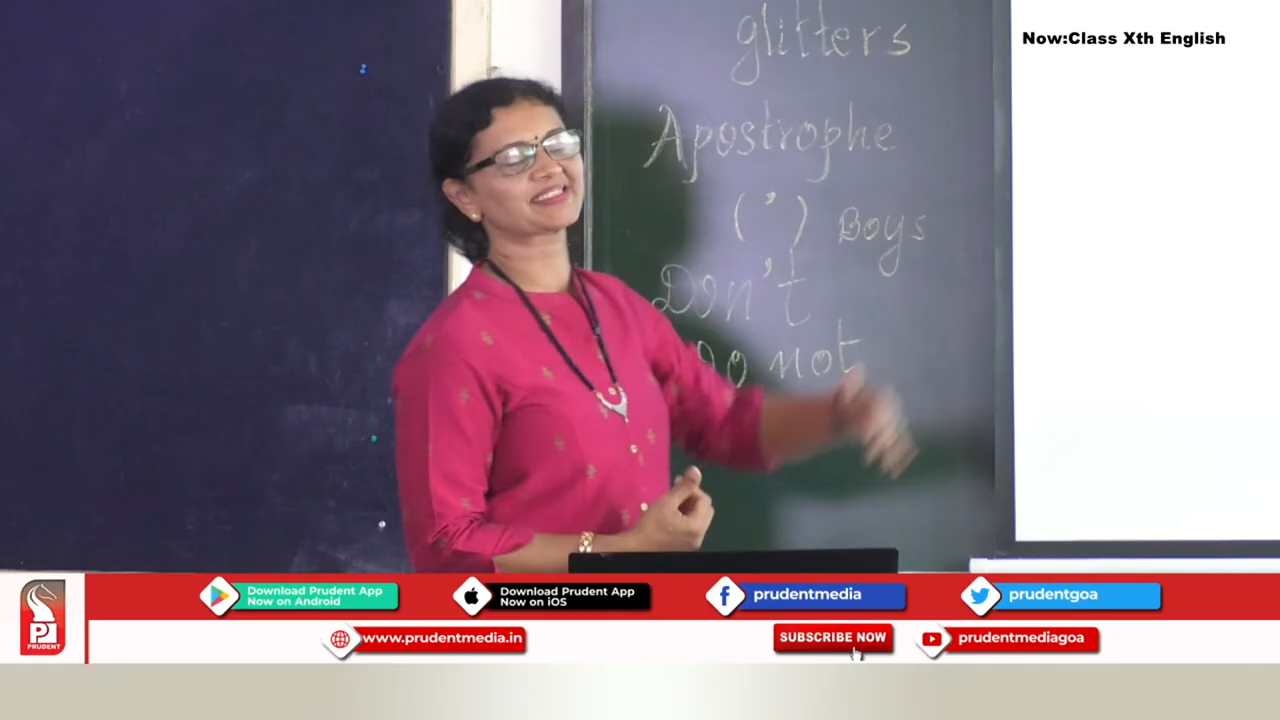 Now:Class Xth English
glitters
Apostrophe
(') Boys
Don't
Do not
Download Prudent App
Now on Android
Download Prudent App
Now on iOS
prudentmedia
prudentgoa
PRUDENT
www.prudentmedia.in
SUBSCRIBE NOW
prudentmediagoa